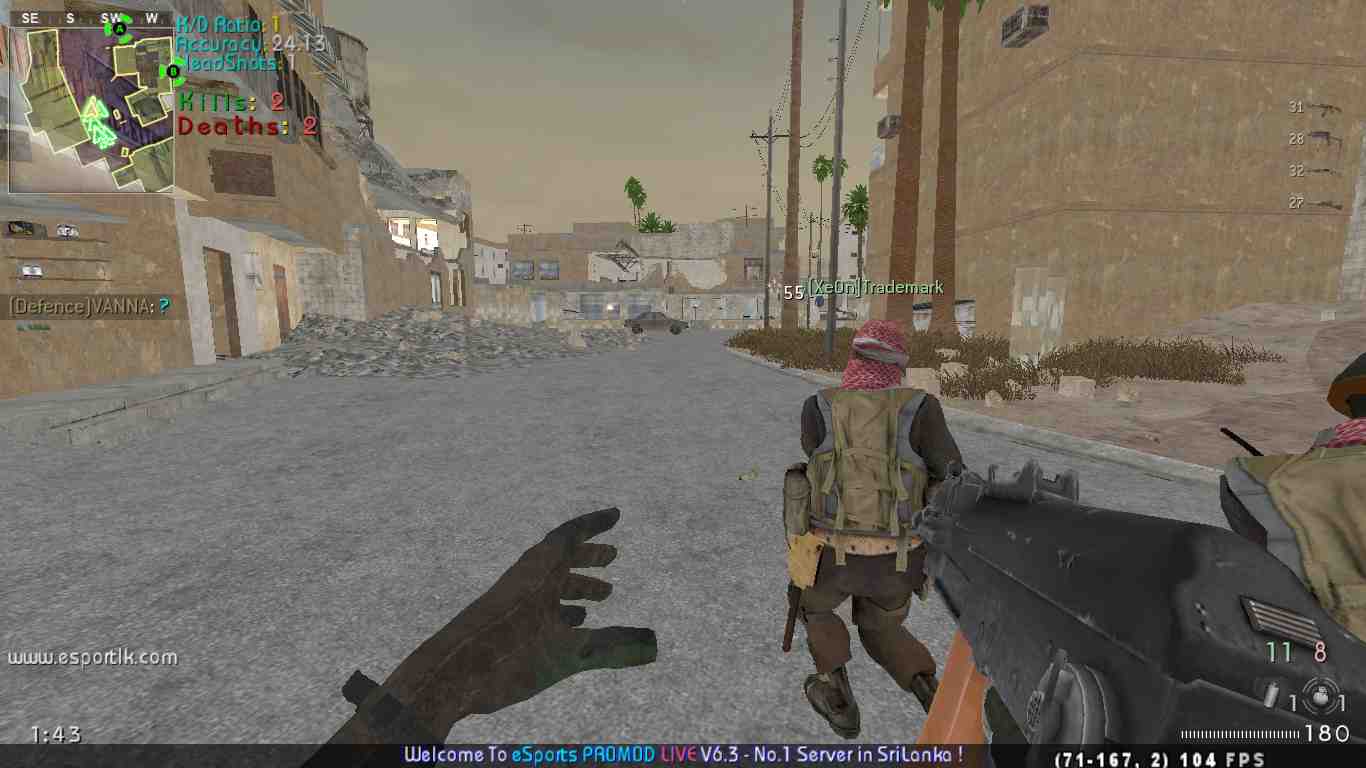 SE S SW W
A
B
K/D Ratio: 1
Accuracy: 24.13
HeadShots: 1
Kills: 2
Deaths: 2
31
28
32
27
[Defence]VANNA: ?
55 [XeOn]Trademark
www.esportlk.com
11 8
1 1
1:43
180
Welcome To eSports PROMOD LIVE V6.3 - No.1 Server in SriLanka !
(71-167, 2) 104 FPS